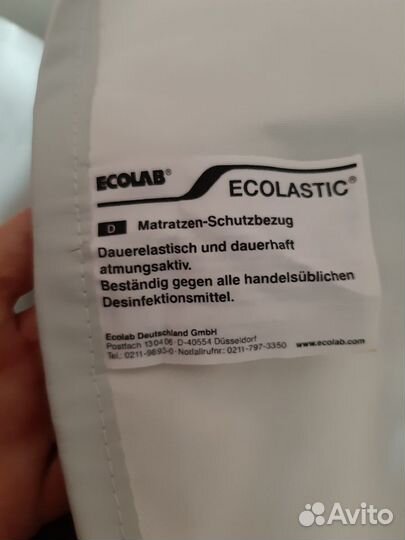 ECOLAB®
ECOLASTIC®
D Matratzen-Schutzbezug
Dauerelastisch und dauerhaft
atmungsaktiv.
Beständig gegen alle handelsüblichen
Desinfektionsmittel.
Ecolab Deutschland GmbH
Postfach 130406 · D-40554 Düsseldorf
Tel.: 0211-9893-0 · Notfallrufnr.: 0211-797-3350
www.ecolab.com
Avito